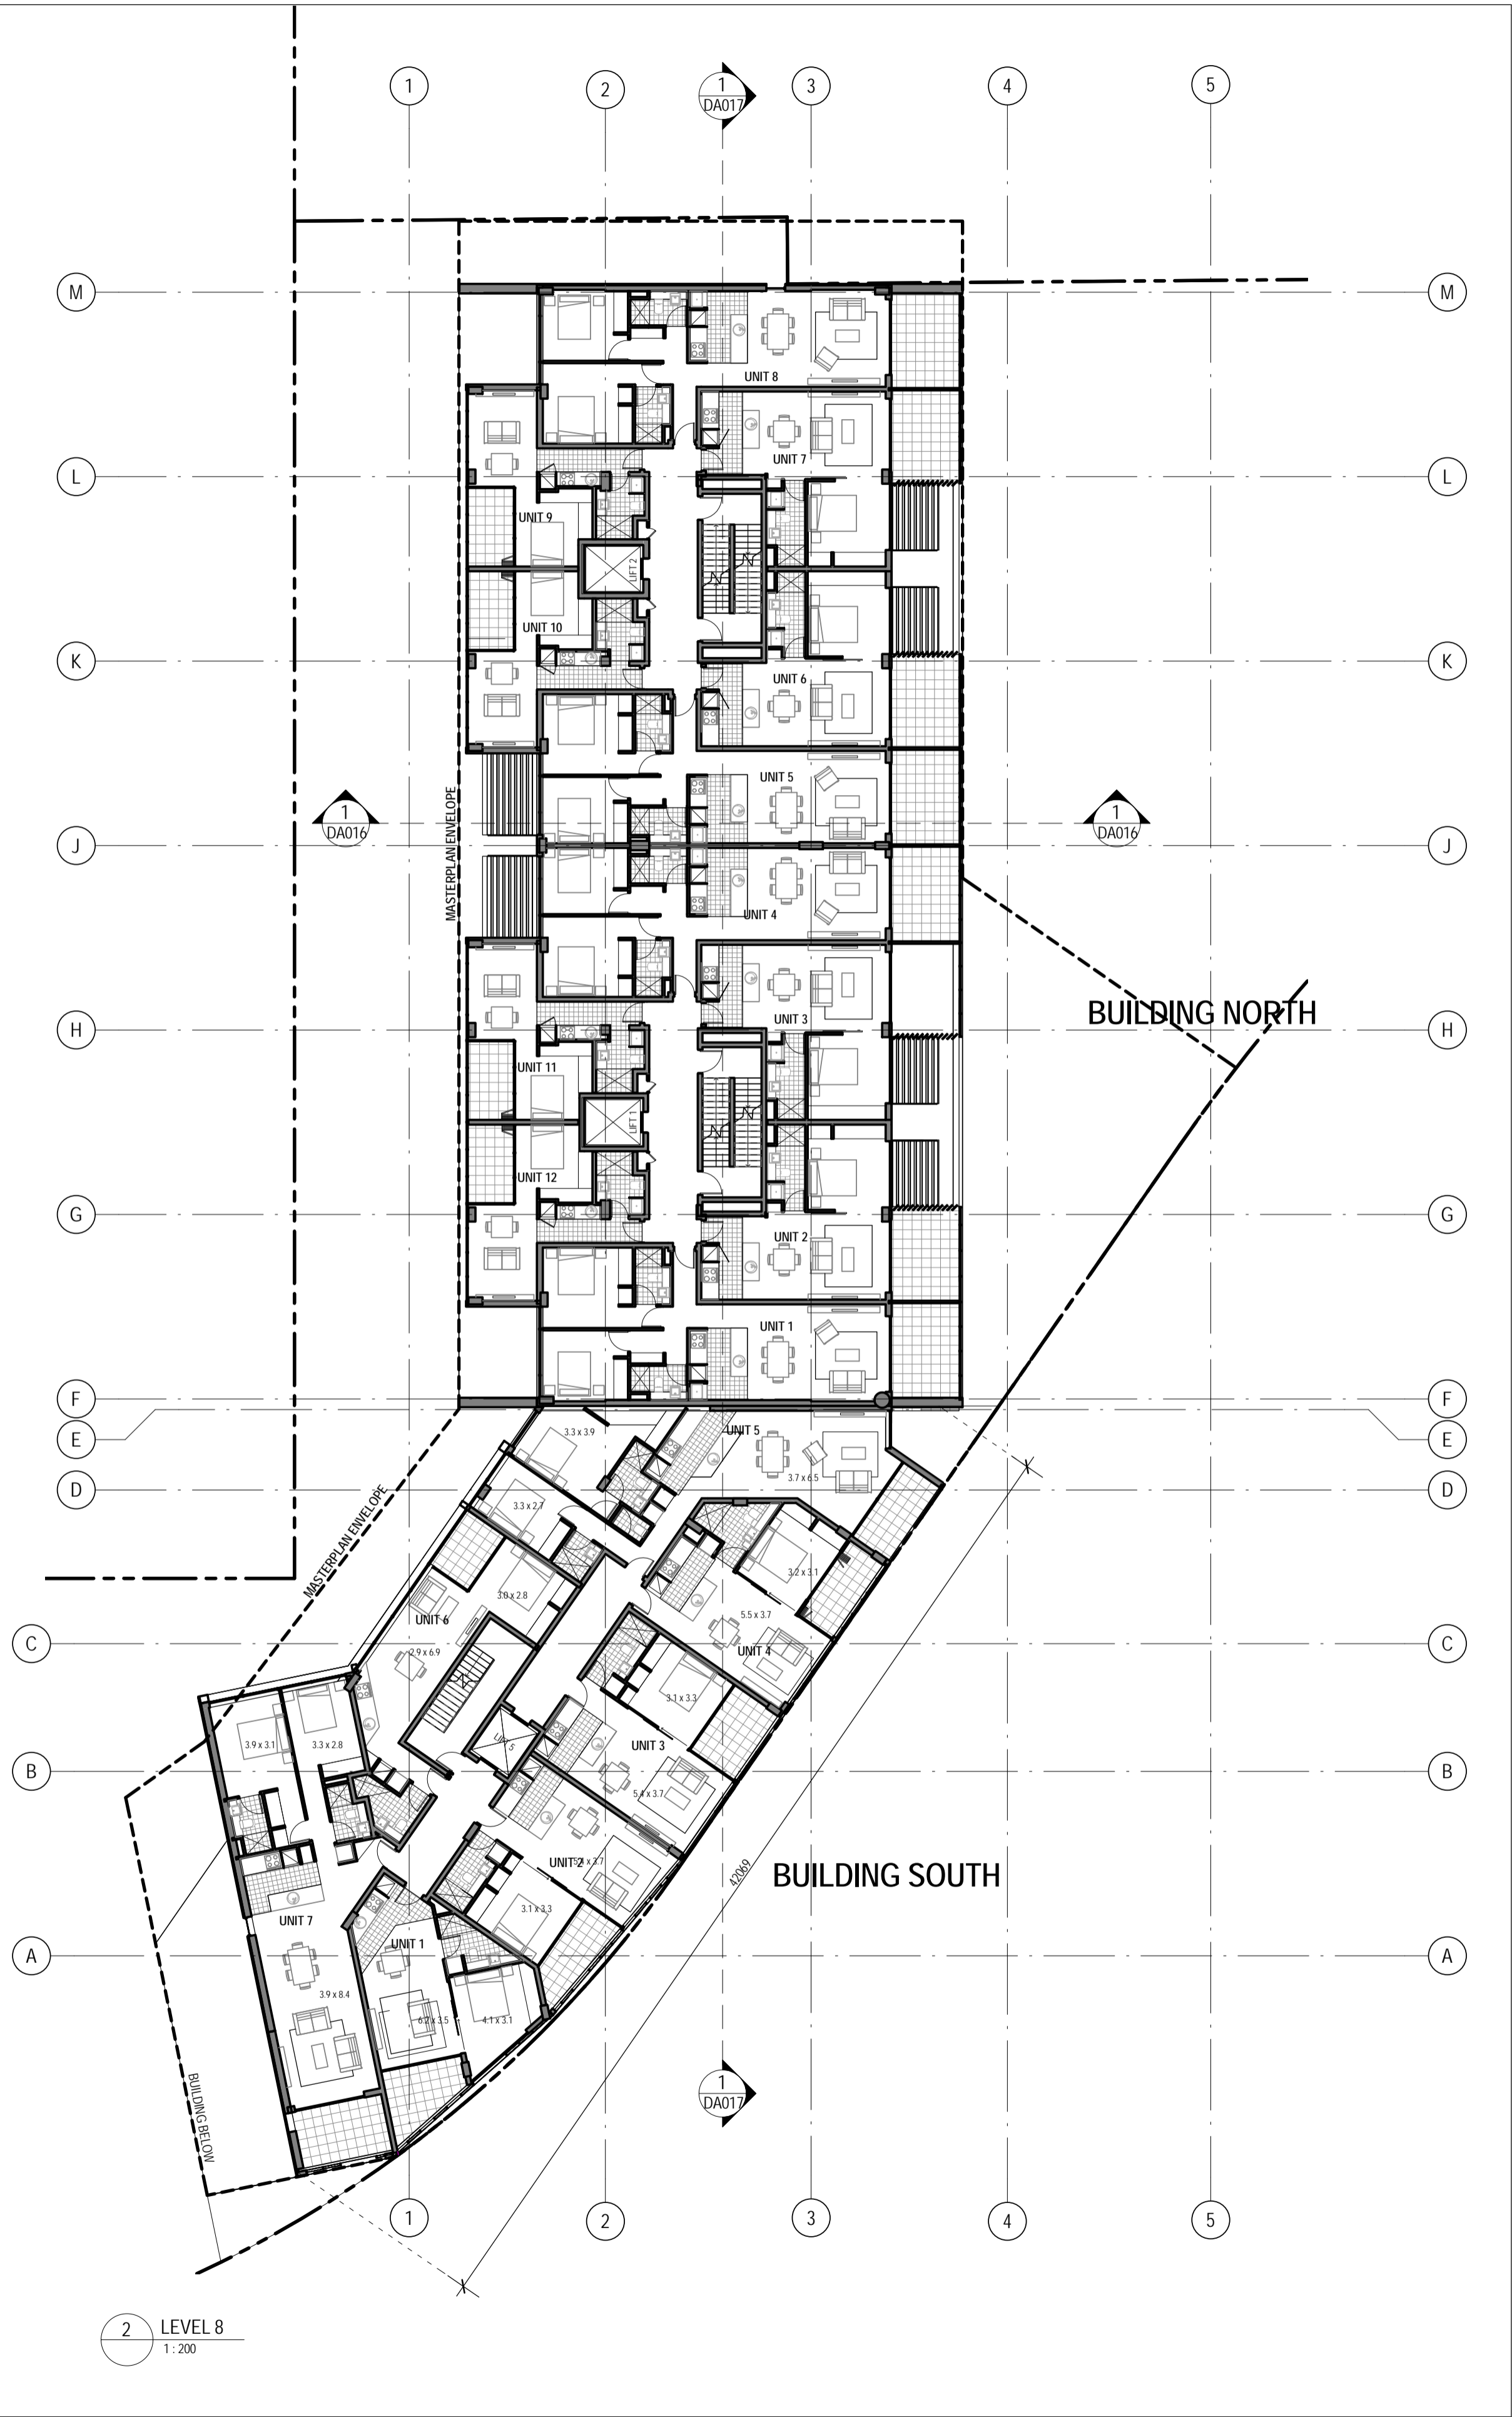 1
2
1
DA017
3
4
5
M
M
UNIT 8
UNIT 7
L
L
UNIT 9
LIFT 2
UNIT 10
K
K
UNIT 6
UNIT 5
MASTERPLAN ENVELOPE
1
DA016
1
DA016
J
J
UNIT 4
BUILDING NORTH
UNIT 3
H
H
UNIT 11
LIFT 1
UNIT 12
G
G
UNIT 2
UNIT 1
F
F
E
E
UNIT 5
3.3 x 3.9
3.7 x 6.5
D
D
3.3 x 2.7
MASTERPLAN ENVELOPE
3.2 x 3.1
3.0 x 2.8
5.5 x 3.7
UNIT 6
UNIT 4
C
C
2.9 x 6.9
3.1 x 3.3
LIFT 5
UNIT 3
3.9 x 3.1
3.3 x 2.8
B
B
5.4 x 3.7
UNIT 2
42069
BUILDING SOUTH
3.1 x 3.3
UNIT 7
UNIT 1
A
A
3.9 x 8.4
4.1 x 3.1
BUILDING BELOW
1
DA017
1
2
3
4
5
2
LEVEL 8
1 : 200